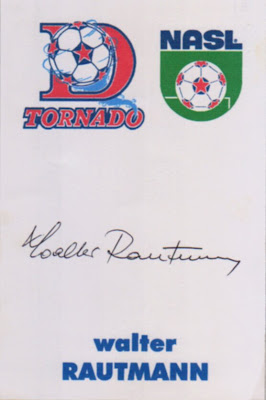 D
TORNADO
NASL
Walter Rautmann
walter
RAUTMANN